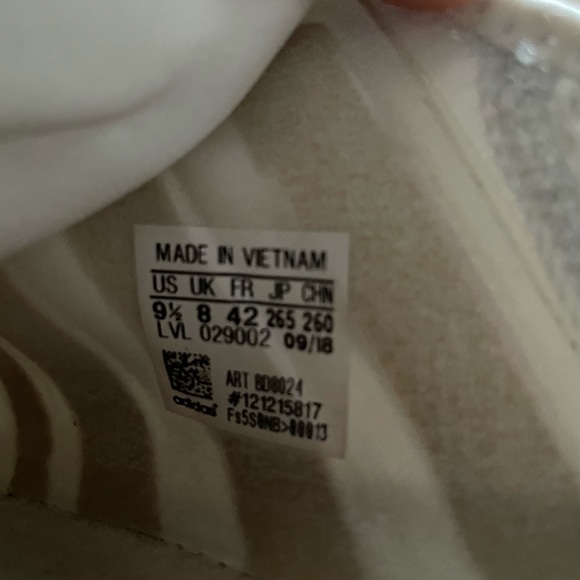 MADE IN VIETNAM
US UK FR JP CHN
9½ 8 42 265 260
LVL 029002 09/18
ART BD8024
#121215817
adidas